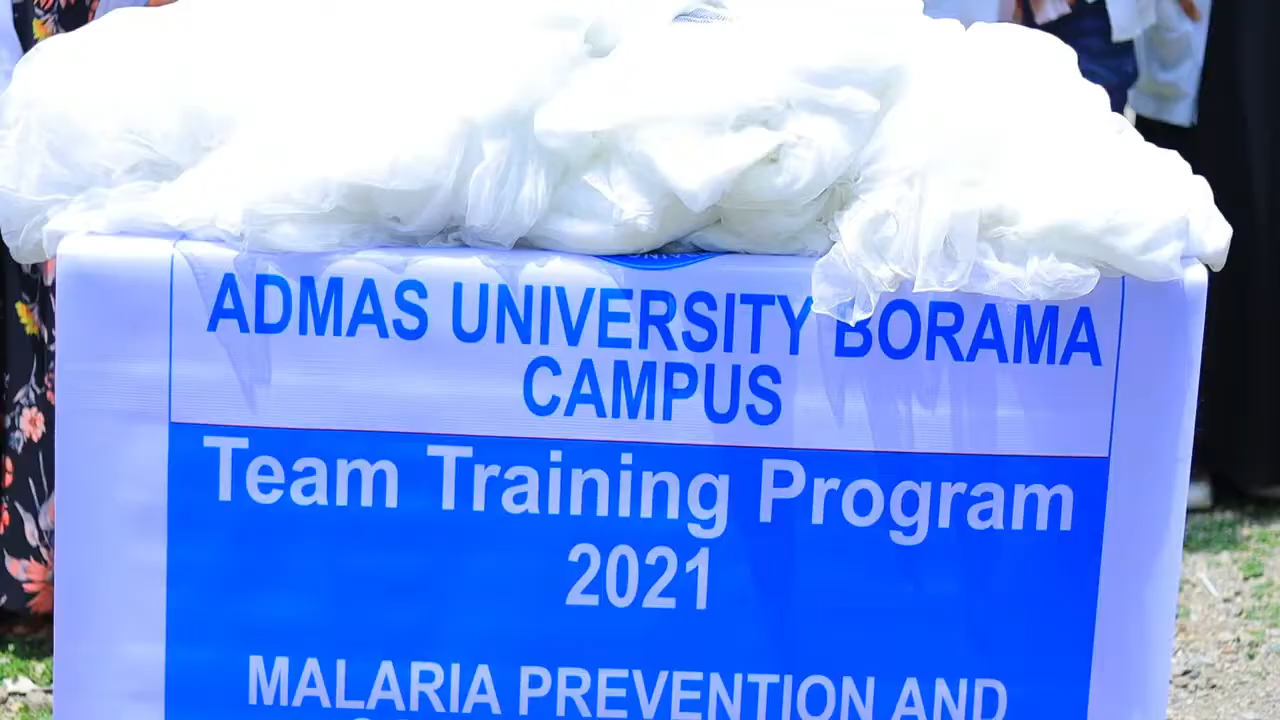 ADMAS UNIVERSITY BORAMA
CAMPUS
Team Training Program
2021
MALARIA PREVENTION AND